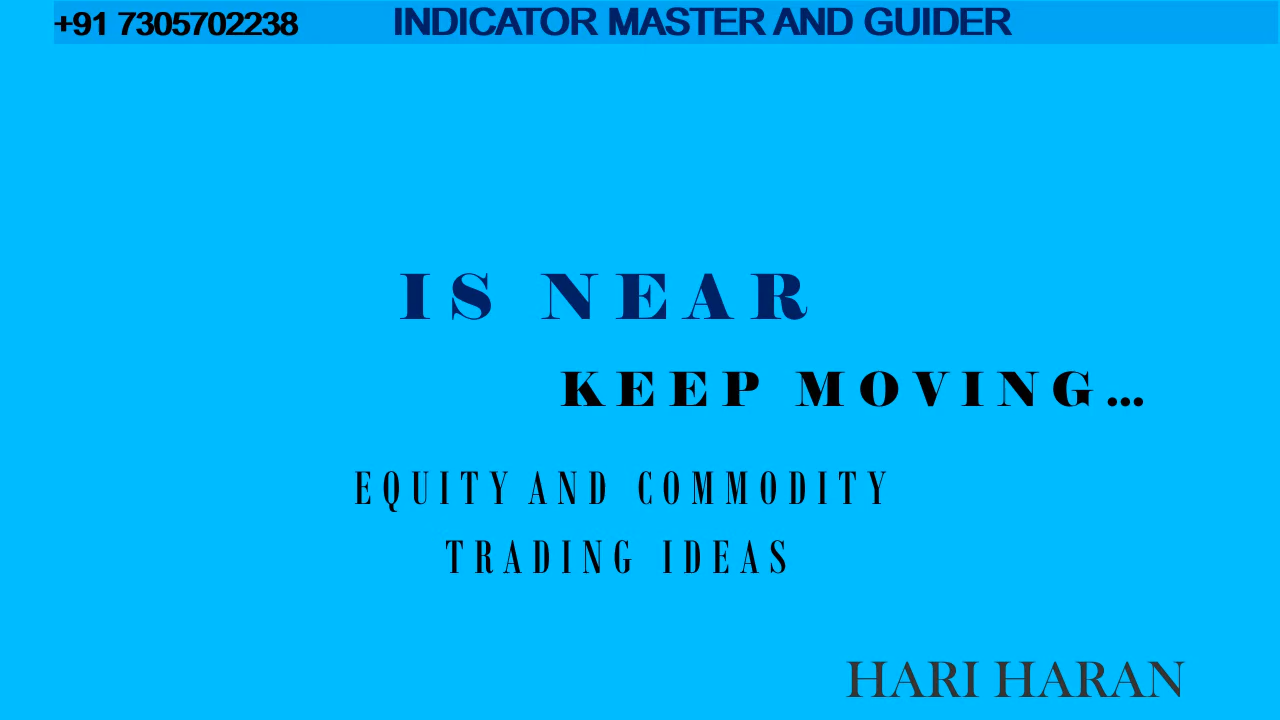 +91 7305702238 INDICATOR MASTER AND GUIDER
IS NEAR
KEEP MOVING...
EQUITY AND COMMODITY
TRADING IDEAS
HARI HARAN